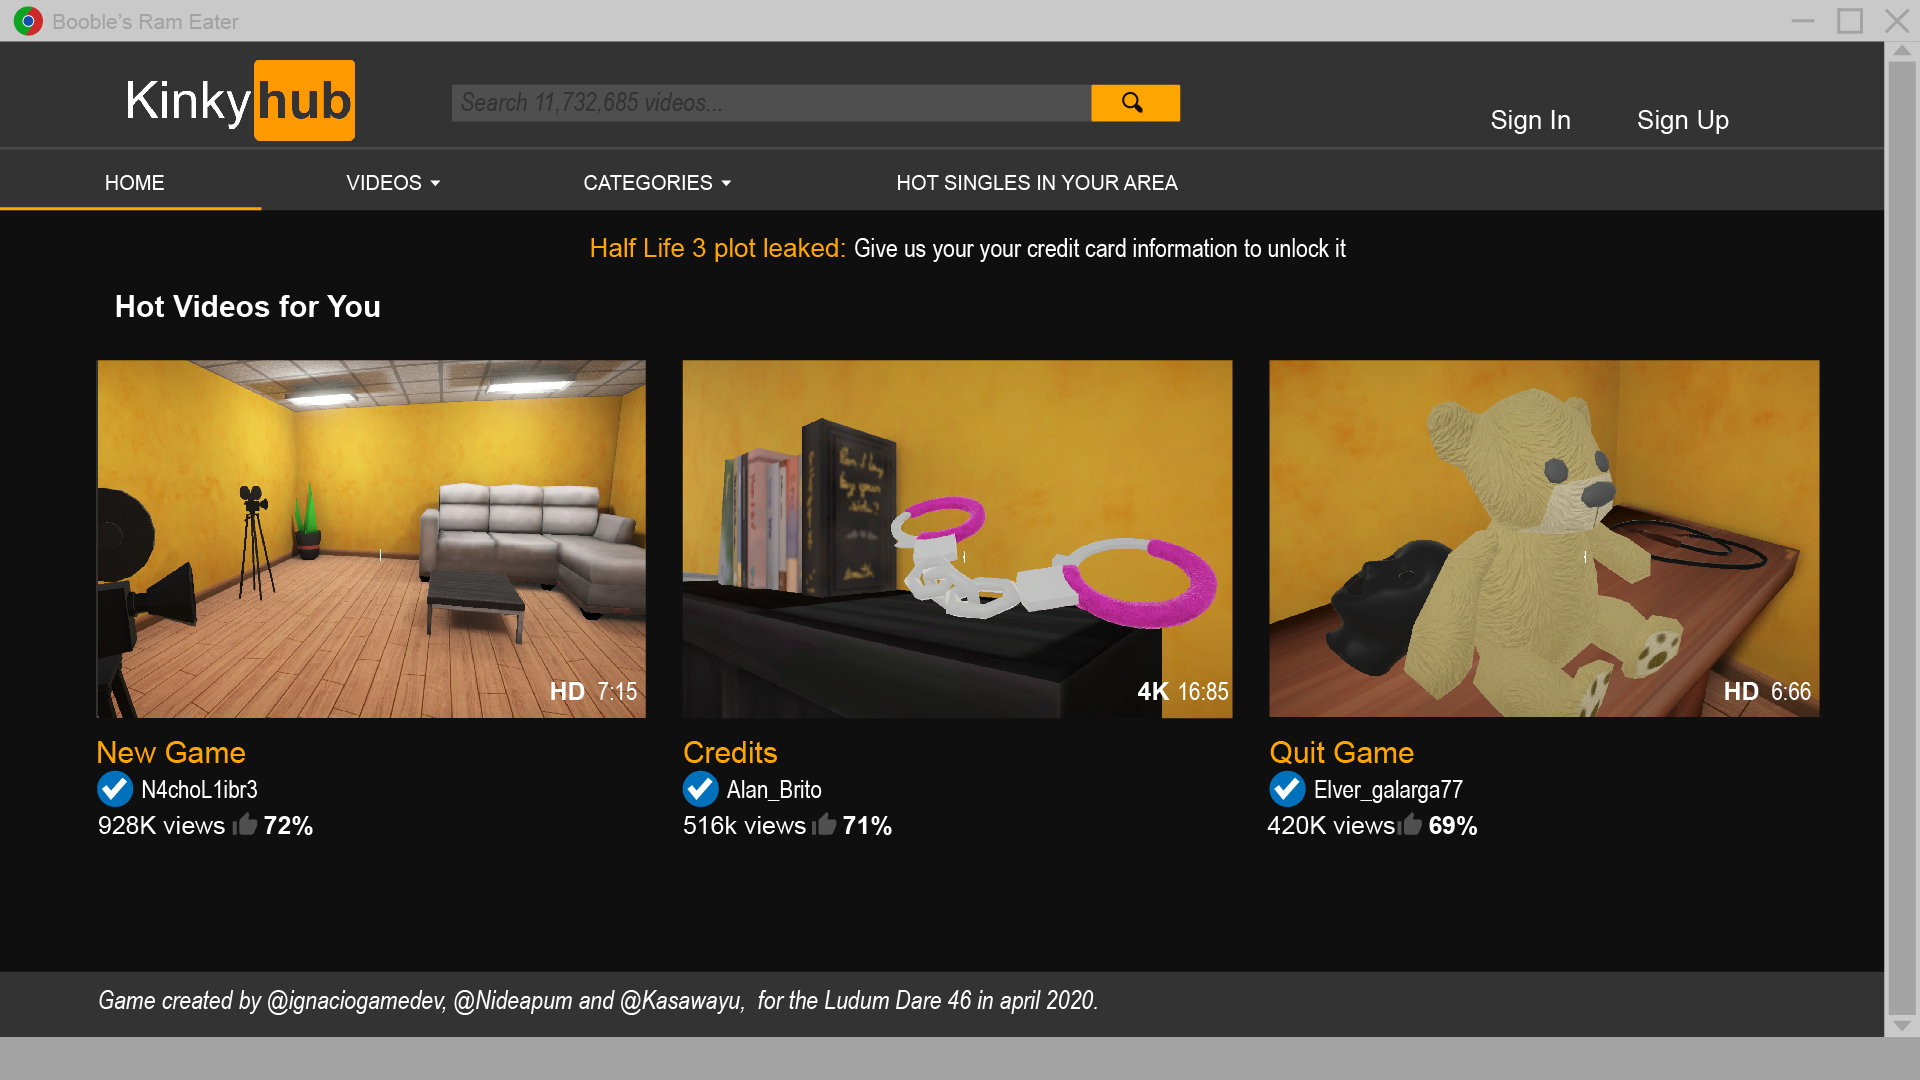 Booble's Ram Eater
Kinkyhub
Search 11,732,685 videos...
Sign In
Sign Up
HOME
VIDEOS
CATEGORIES
HOT SINGLES IN YOUR AREA
Half Life 3 plot leaked: Give us your your credit card information to unlock it
Hot Videos for You
HD 7:15
4K 16:85
HD 6:66
New Game
N4choL1ibr3
928K views 72%
Credits
Alan_Brito
516k views 71%
Quit Game
Elver_galarga77
420K views 69%
Game created by @ignaciogamedev, @Nideapum and @Kasawayu, for the Ludum Dare 46 in april 2020.